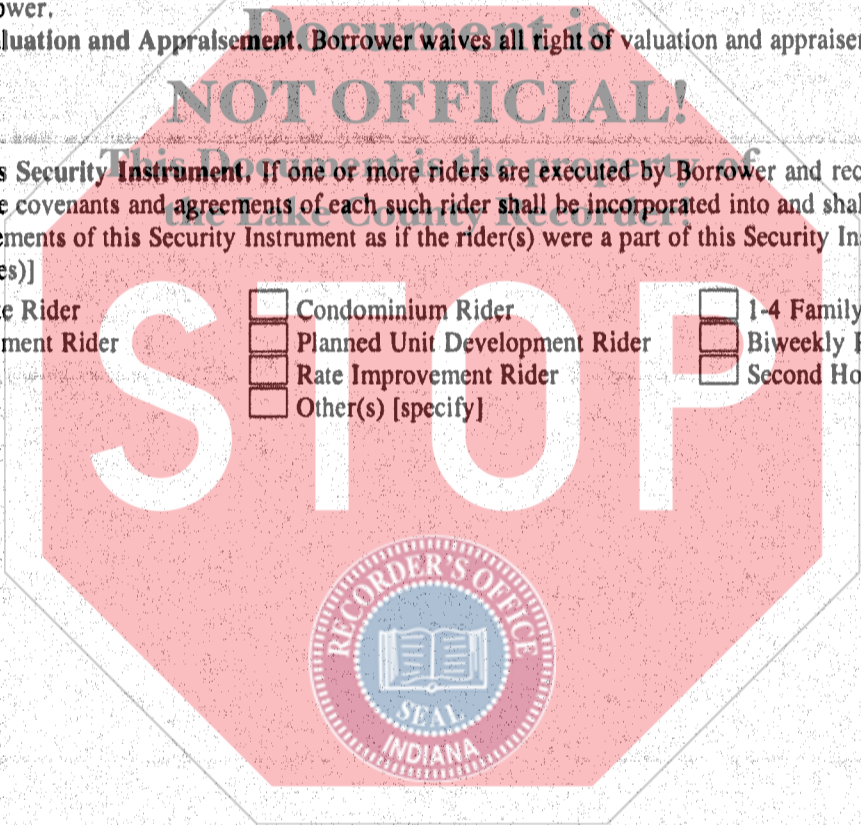 ower.
luation and Appraisement. Borrower waives all right of valuation and appraise
Document is
NOT OFFICIAL!
This Document is the property of
the Lake County Recorder!
s Security Instrument. If one or more riders are executed by Borrower and rec
e covenants and agreements of each such rider shall be incorporated into and shal
ements of this Security Instrument as if the rider(s) were a part of this Security In
es)]
e Rider Condominium Rider 1-4 Family
ment Rider Planned Unit Development Rider Biweekly P
Rate Improvement Rider Second Ho
Other(s) [specify]
STOP
RECORDER'S OFFICE
SEAL
INDIANA